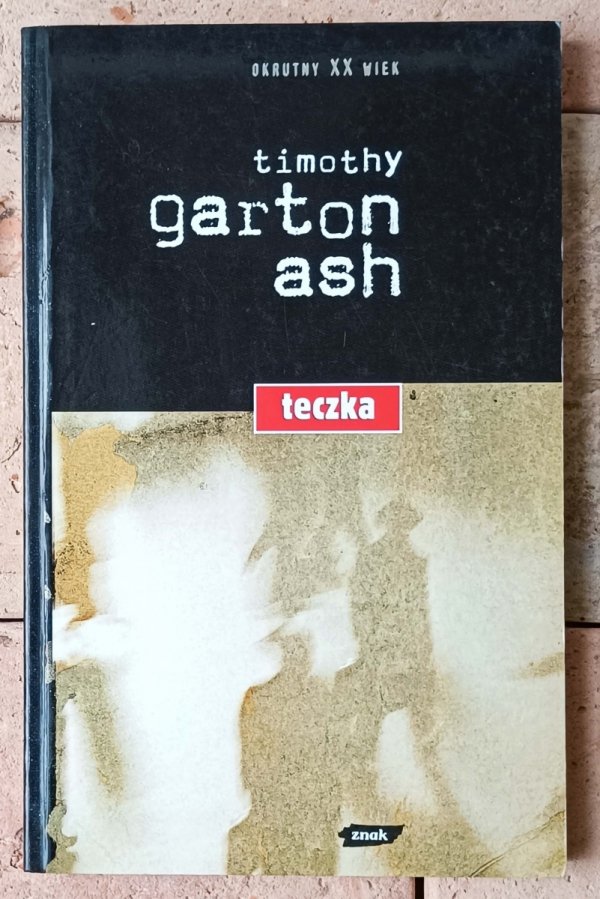 OKRUTNY XX WIEK
timothy
garton
ash
teczka
znak